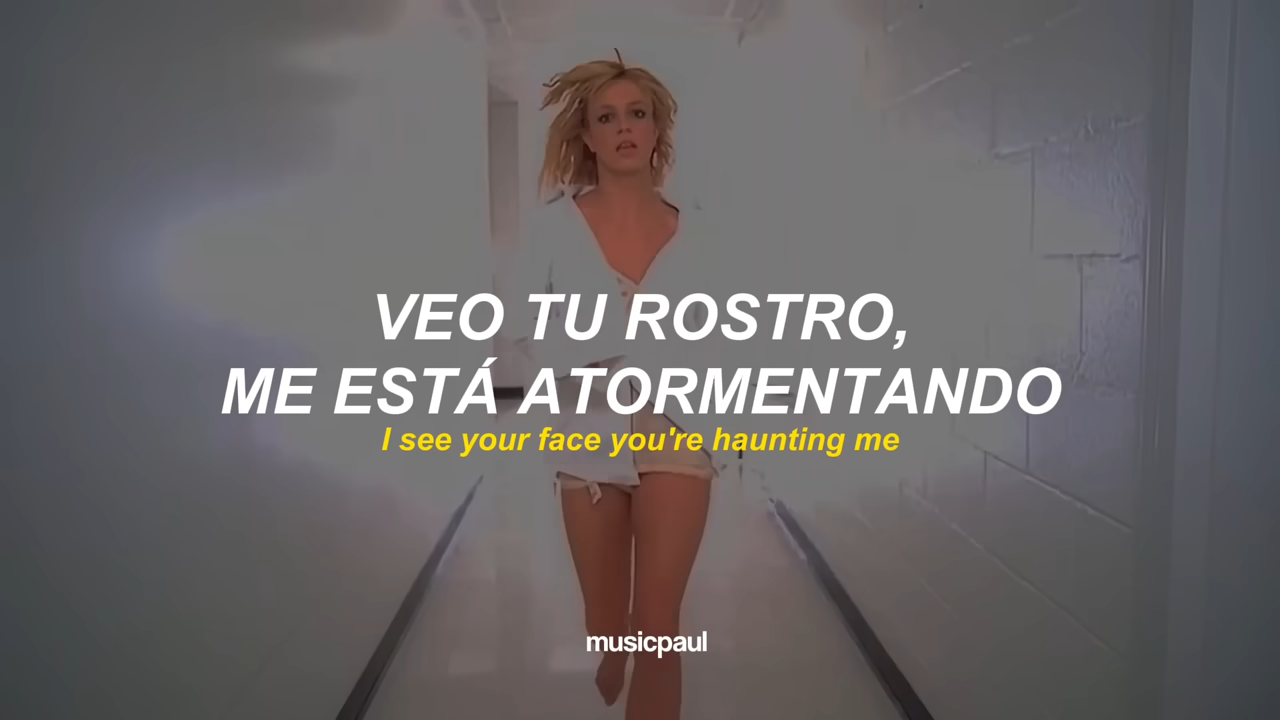 VEO TU ROSTRO,
ME ESTÁ ATORMENTANDO
I see your face you're haunting me
musicpaul